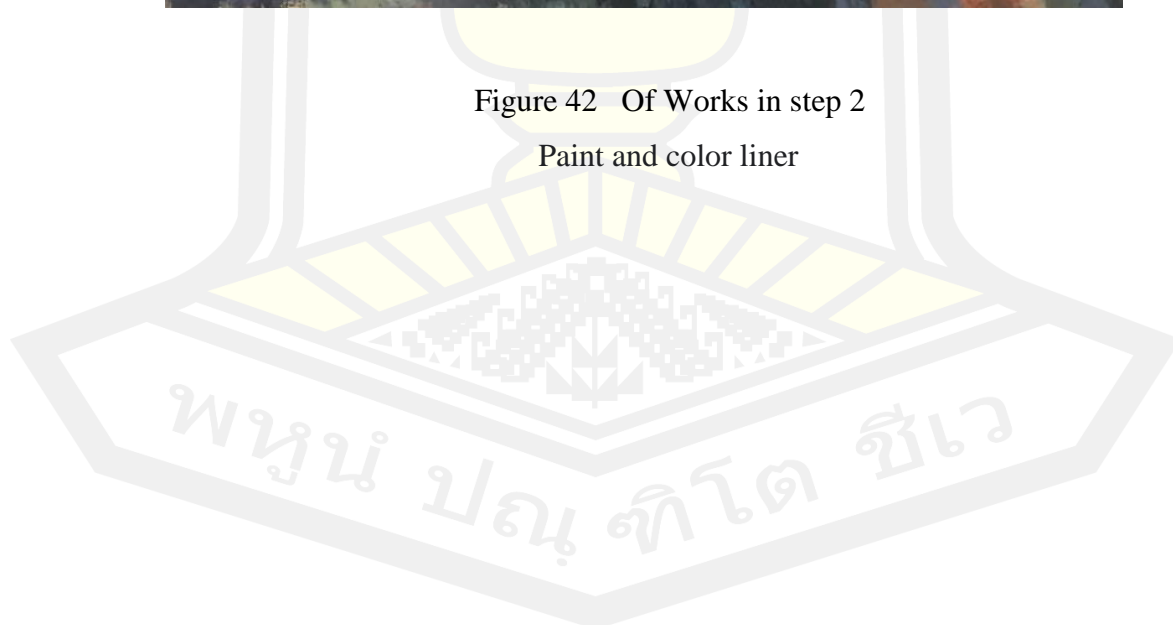 Figure 42   Of Works in step 2
Paint and color liner
พหูนํ ปณฺฑิโต ชีเว